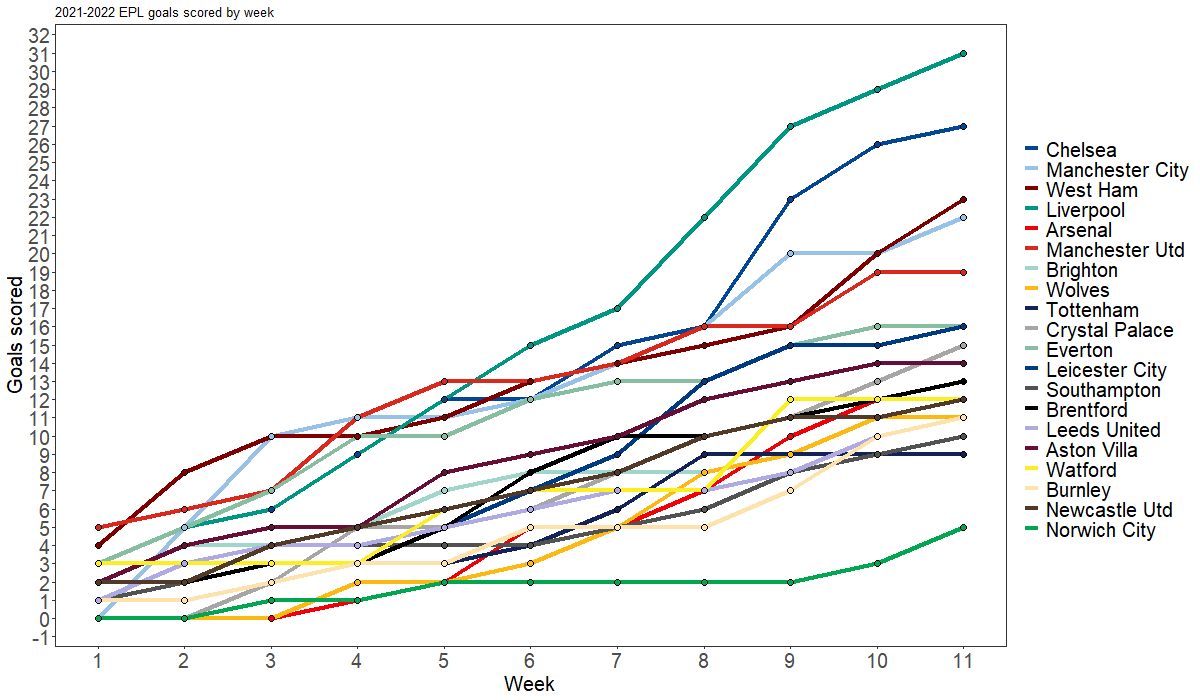 2021-2022 EPL goals scored by week
Goals scored
32
31
30
29
28
27
26
25
24
23
22
21
20
19
18
17
16
15
14
13
12
11
10
9
8
7
6
5
4
3
2
1
0
-1
1 2 3 4 5 6 7 8 9 10 11
Week
Chelsea
Manchester City
West Ham
Liverpool
Arsenal
Manchester Utd
Brighton
Wolves
Tottenham
Crystal Palace
Everton
Leicester City
Southampton
Brentford
Leeds United
Aston Villa
Watford
Burnley
Newcastle Utd
Norwich City